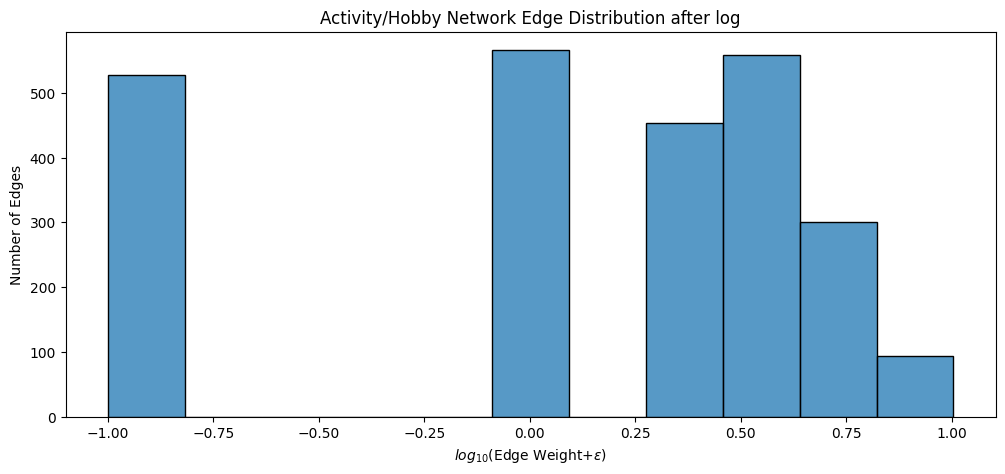 Activity/Hobby Network Edge Distribution after log
Number of Edges
500
400
300
200
100
0
−1.00 −0.75 −0.50 −0.25 0.00 0.25 0.50 0.75 1.00
log₁₀(Edge Weight+ε)